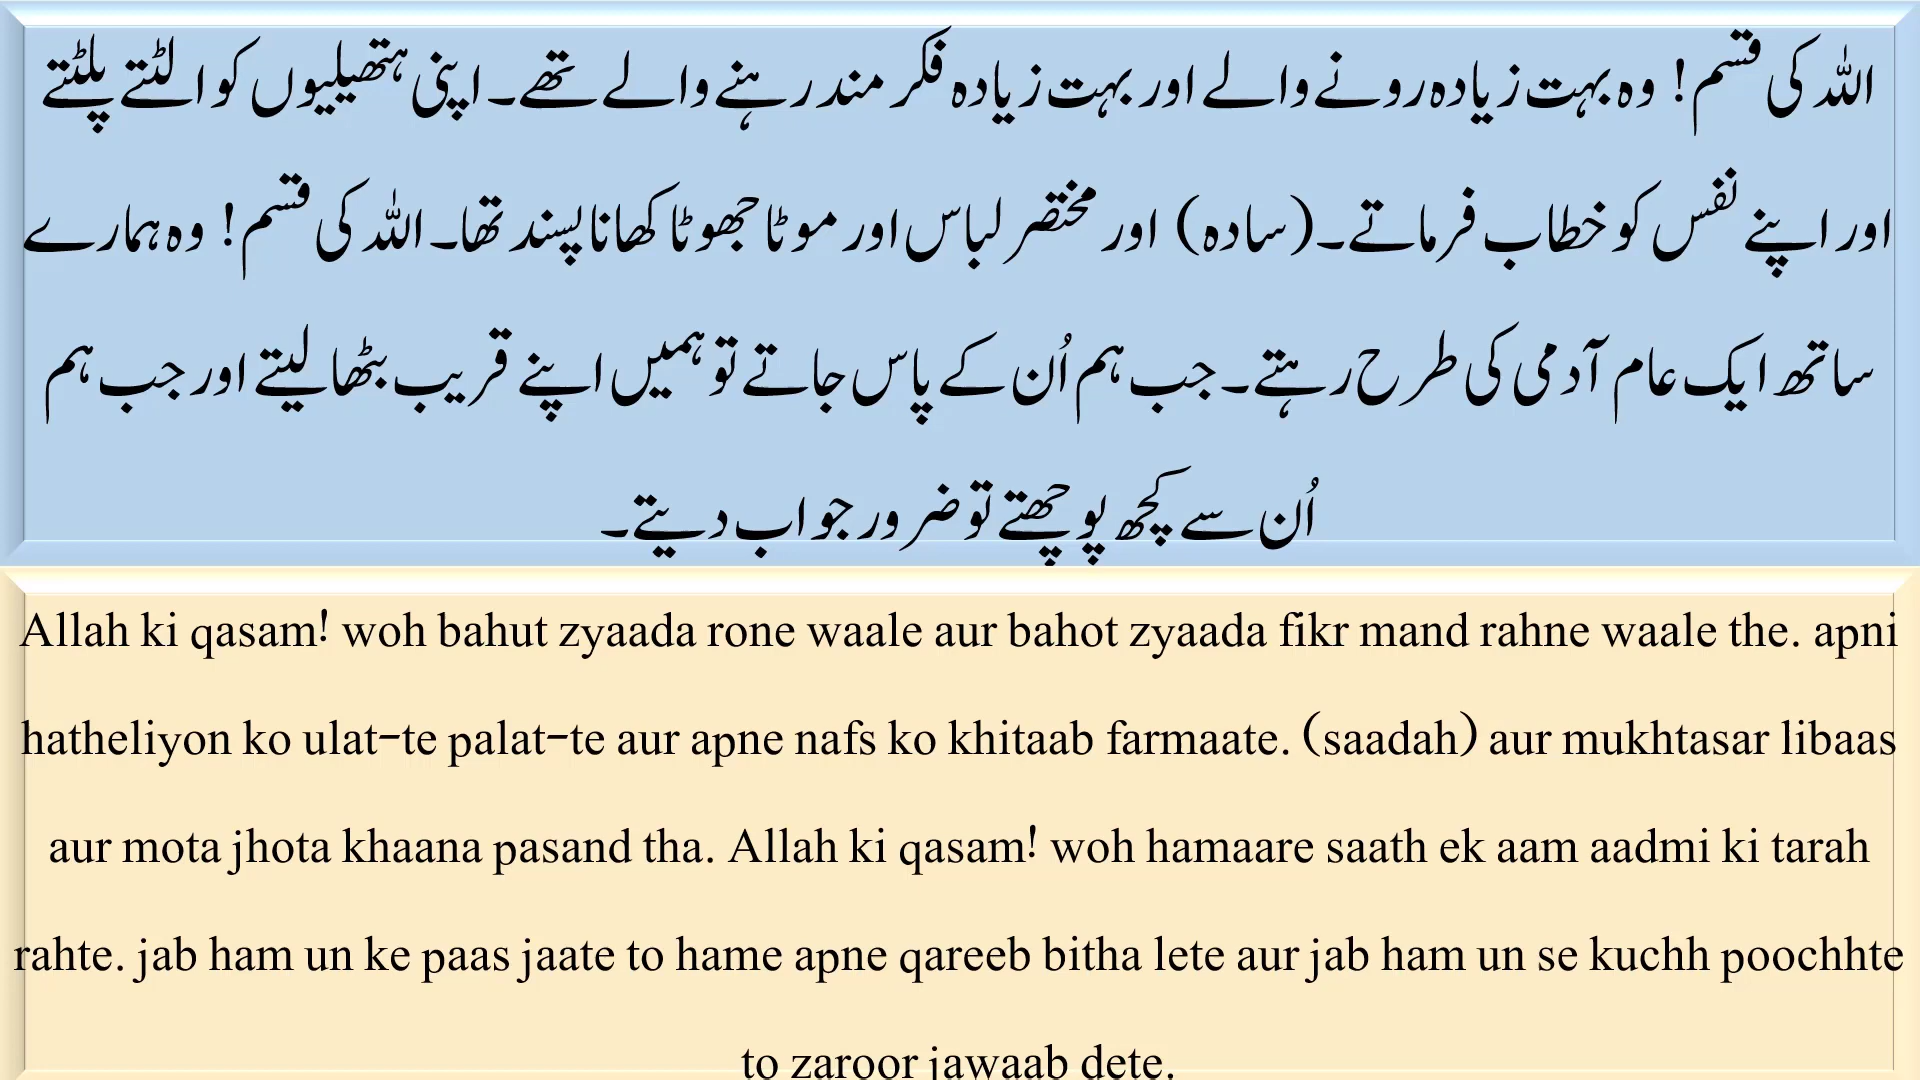 اللہ کی قسم! وہ بہت زیادہ رونے والے اور بہت زیادہ فکر مند رہنے والے تھے۔ اپنی ہتھیلیوں کو الٹتے پلٹتے
اور اپنے نفس کو خطاب فرماتے۔ (سادہ) اور مختصر لباس اور موٹا جھوٹا کھانا پسند تھا۔ اللہ کی قسم! وہ ہمارے
ساتھ ایک عام آدمی کی طرح رہتے۔ جب ہم اُن کے پاس جاتے تو ہمیں اپنے قریب بٹھا لیتے اور جب ہم
اُن سے کچھ پوچھتے تو ضرور جواب دیتے۔
Allah ki qasam! woh bahut zyaada rone waale aur bahot zyaada fikr mand rahne waale the. apni
hatheliyon ko ulat-te palat-te aur apne nafs ko khitaab farmaate. (saadah) aur mukhtasar libaas
aur mota jhota khaana pasand tha. Allah ki qasam! woh hamaare saath ek aam aadmi ki tarah
rahte. jab ham un ke paas jaate to hame apne qareeb bitha lete aur jab ham un se kuchh poochhte
to zaroor jawaab dete.